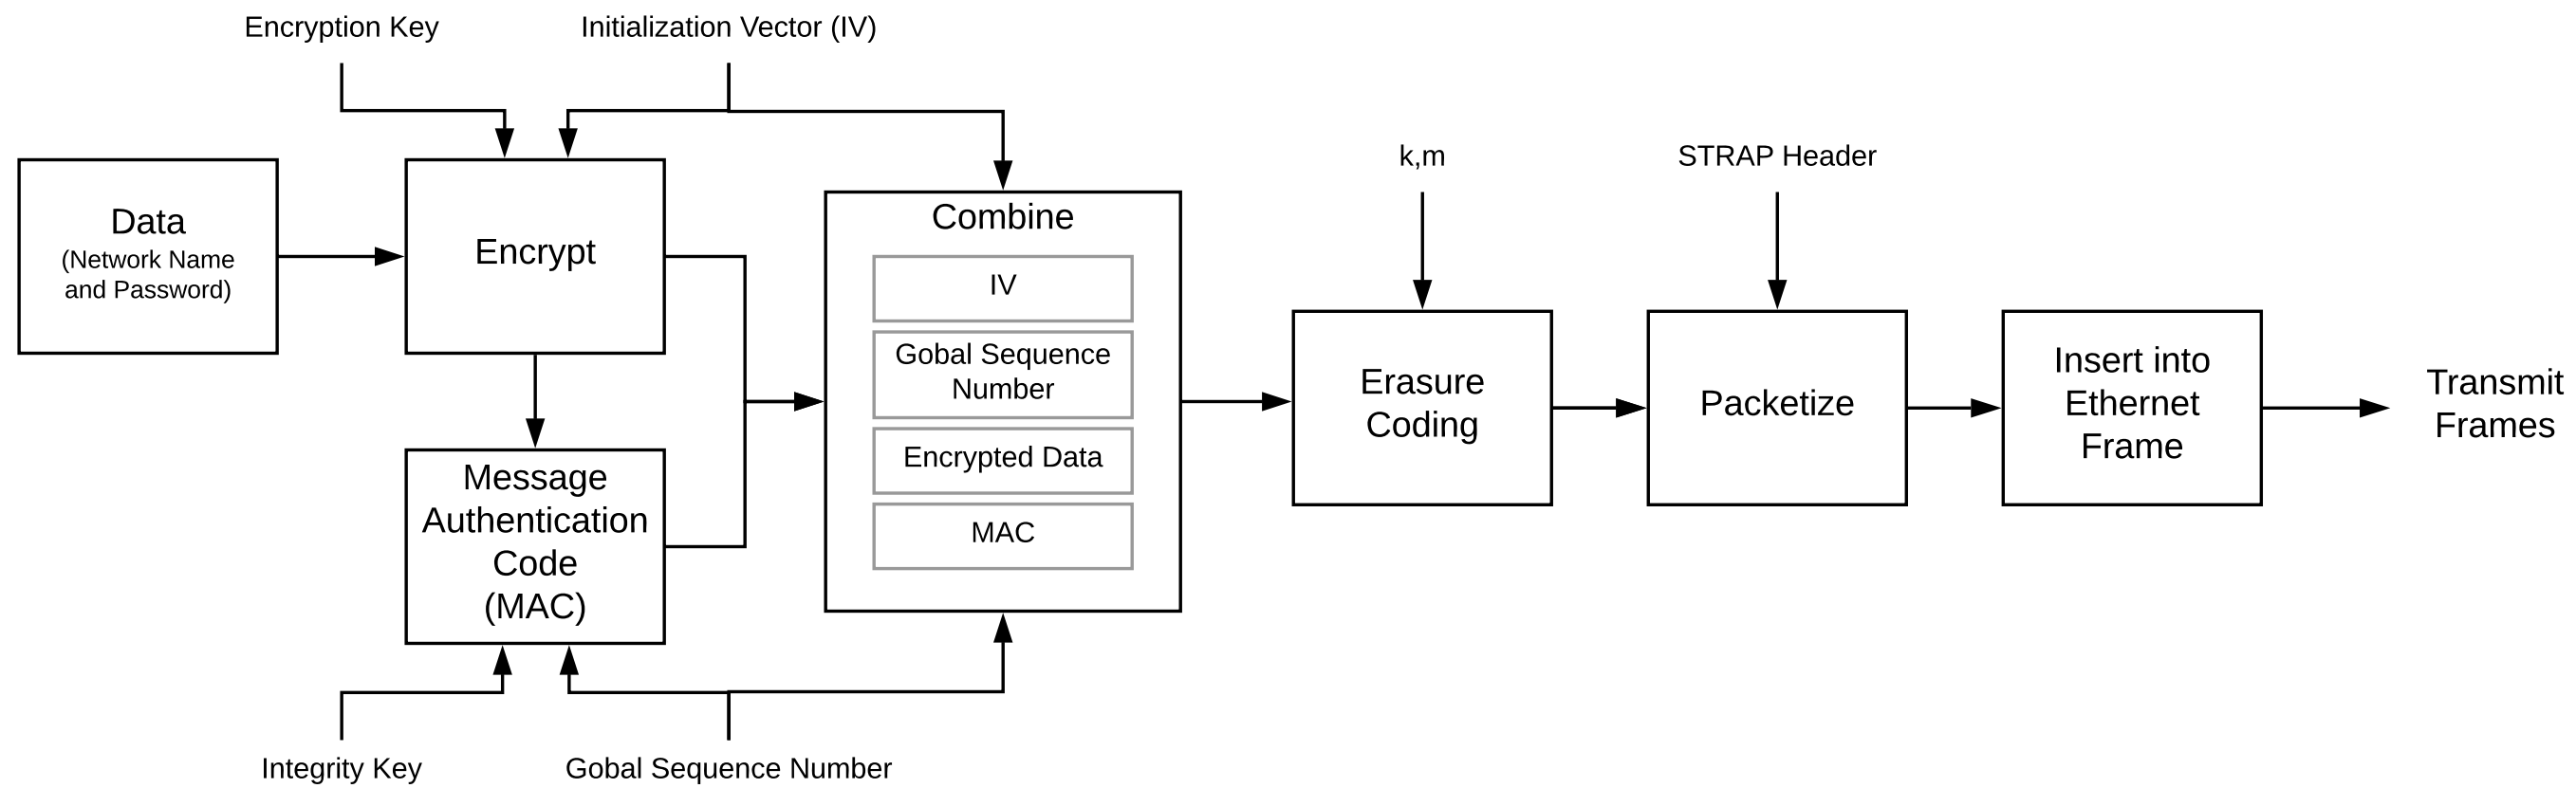 Encryption Key
Initialization Vector (IV)
Data
(Network Name
and Password)
Encrypt
Message
Authentication
Code
(MAC)
Integrity Key
Gobal Sequence Number
Combine
IV
Gobal Sequence
Number
Encrypted Data
MAC
k,m
Erasure
Coding
STRAP Header
Packetize
Insert into
Ethernet
Frame
Transmit
Frames